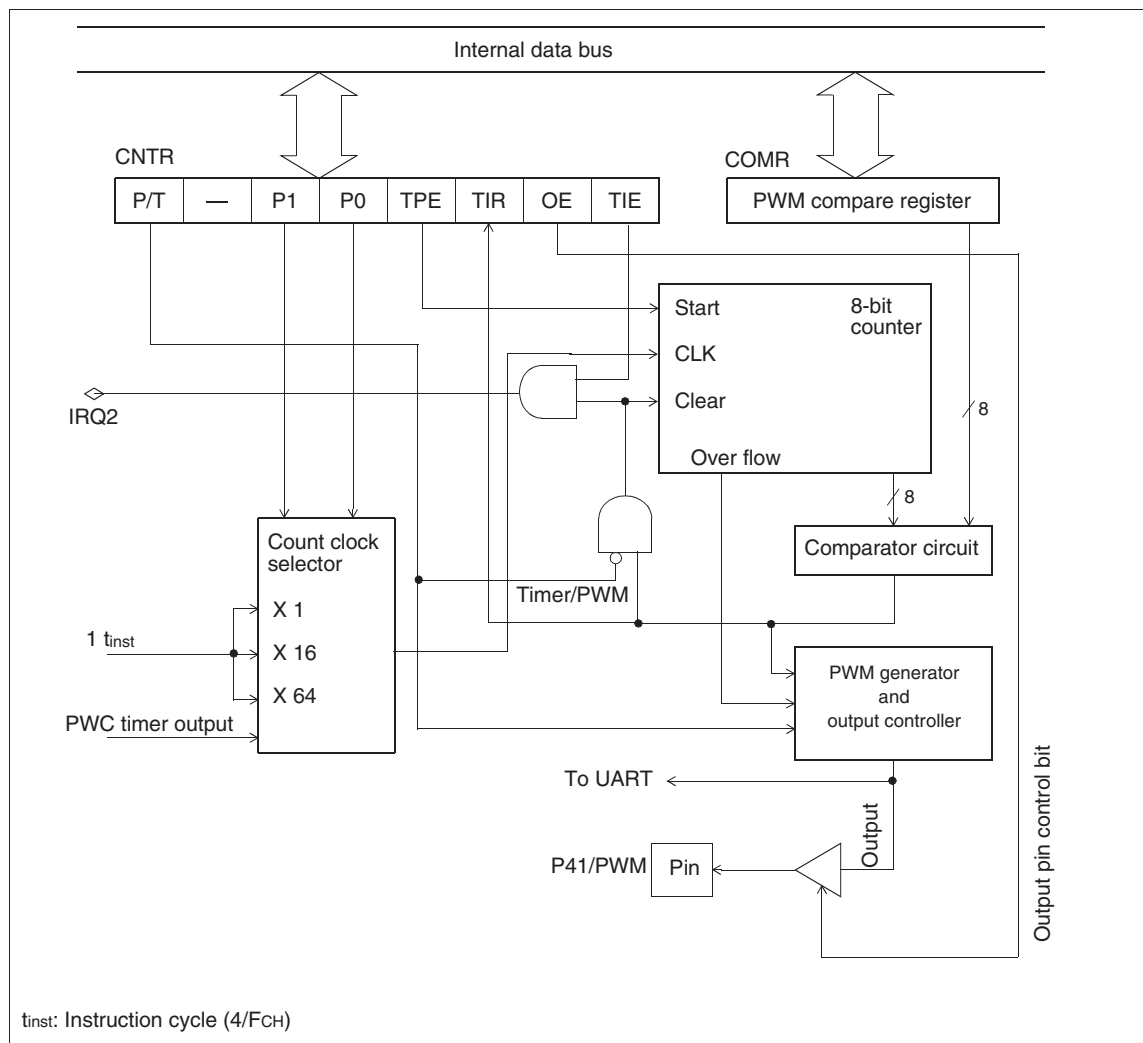 Internal data bus
CNTR
COMR
P/T — P1 P0 TPE TIR OE TIE
PWM compare register
Start
8-bit
counter
CLK
Clear
Over flow
8
8
IRQ2
Count clock
selector
X 1
X 16
X 64
1 tinst
PWC timer output
Timer/PWM
Comparator circuit
PWM generator
and
output controller
To UART
Output
P41/PWM
Pin
Output pin control bit
tinst: Instruction cycle (4/FCH)